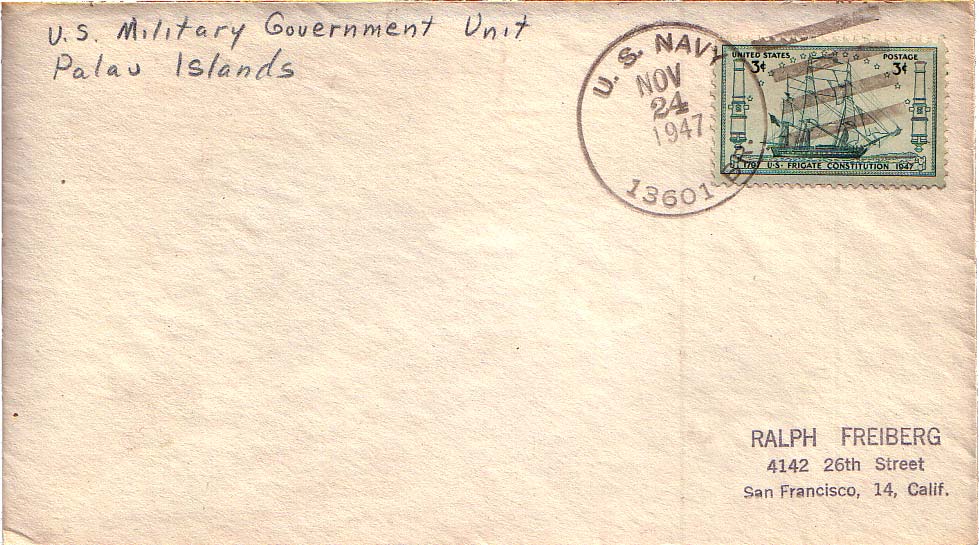 U.S. Military Government Unit
Palau Islands
U. S. NAVY
NOV
24
1947
13601 BR.
UNITED STATES POSTAGE
3¢ 3¢
U·S· FRIGATE CONSTITUTION 1947
RALPH FREIBERG
4142 26th Street
San Francisco, 14, Calif.